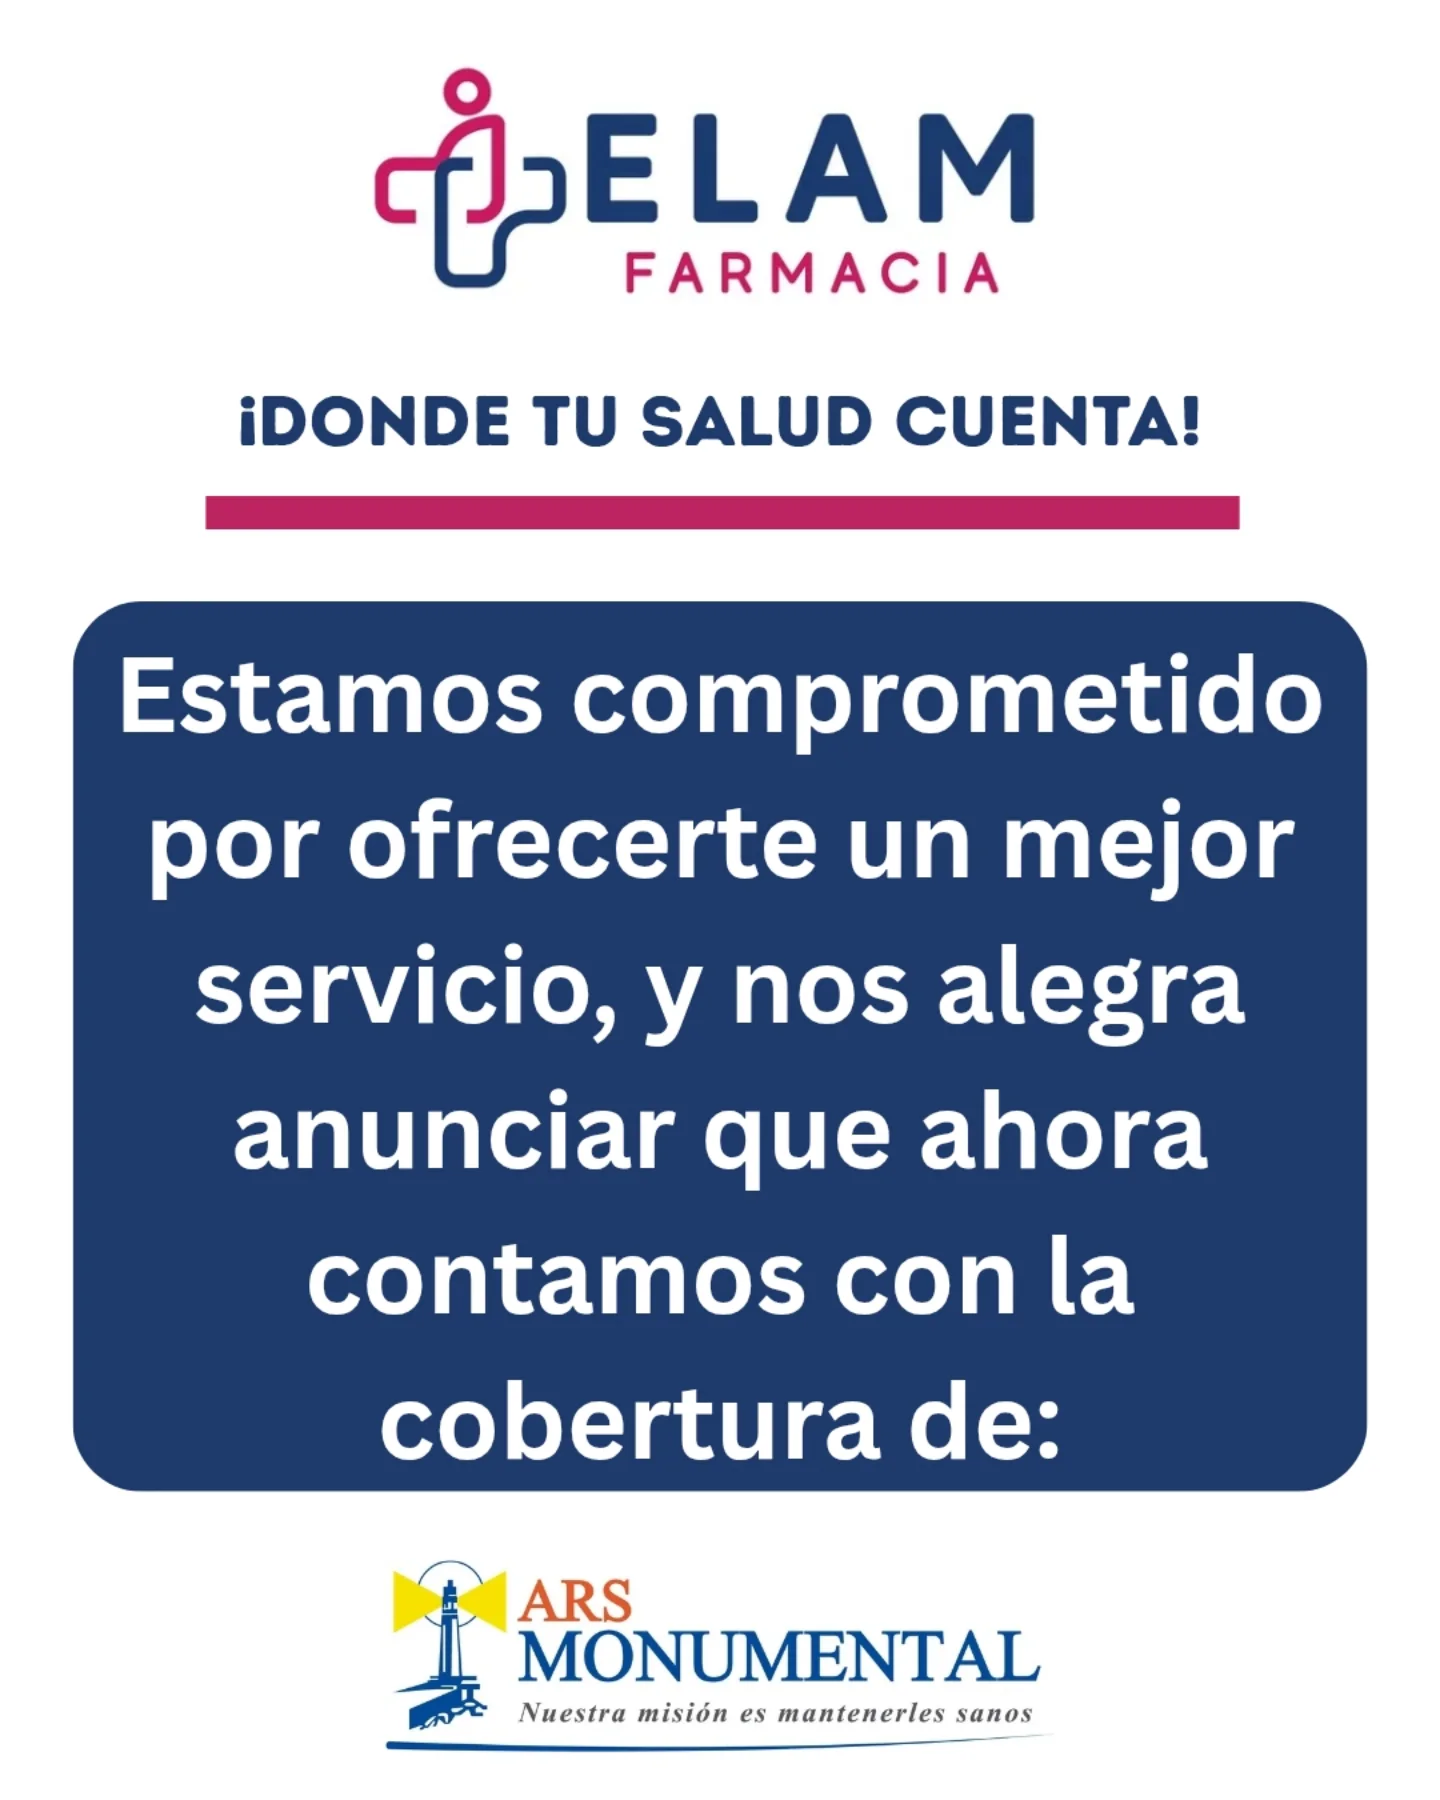 ELAM
FARMACIA
¡DONDE TU SALUD CUENTA!
Estamos comprometido
por ofrecerte un mejor
servicio, y nos alegra
anunciar que ahora
contamos con la
cobertura de:
ARS
MONUMENTAL
Nuestra misión es mantenerles sanos